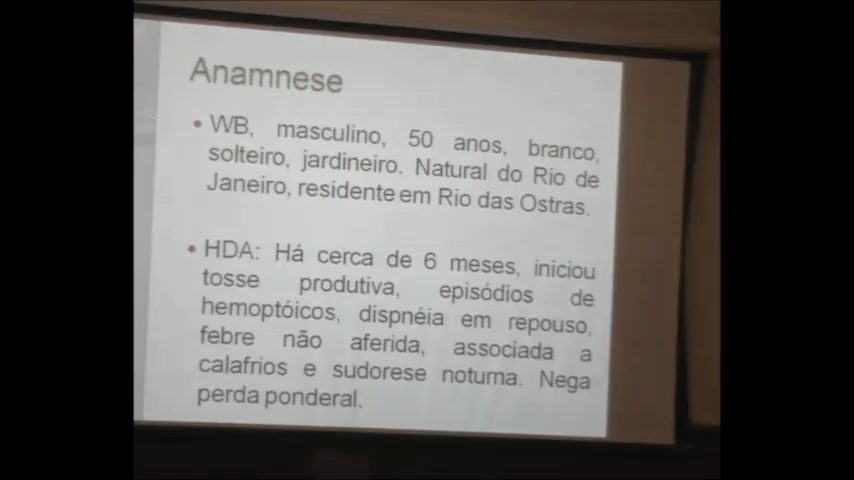 Anamnese
• WB, masculino, 50 anos, branco,
solteiro, jardineiro. Natural do Rio de
Janeiro, residente em Rio das Ostras.
• HDA: Há cerca de 6 meses, iniciou
tosse produtiva, episódios de
hemoptóicos, dispnéia em repouso,
febre não aferida, associada a
calafrios e sudorese noturna. Nega
perda ponderal.